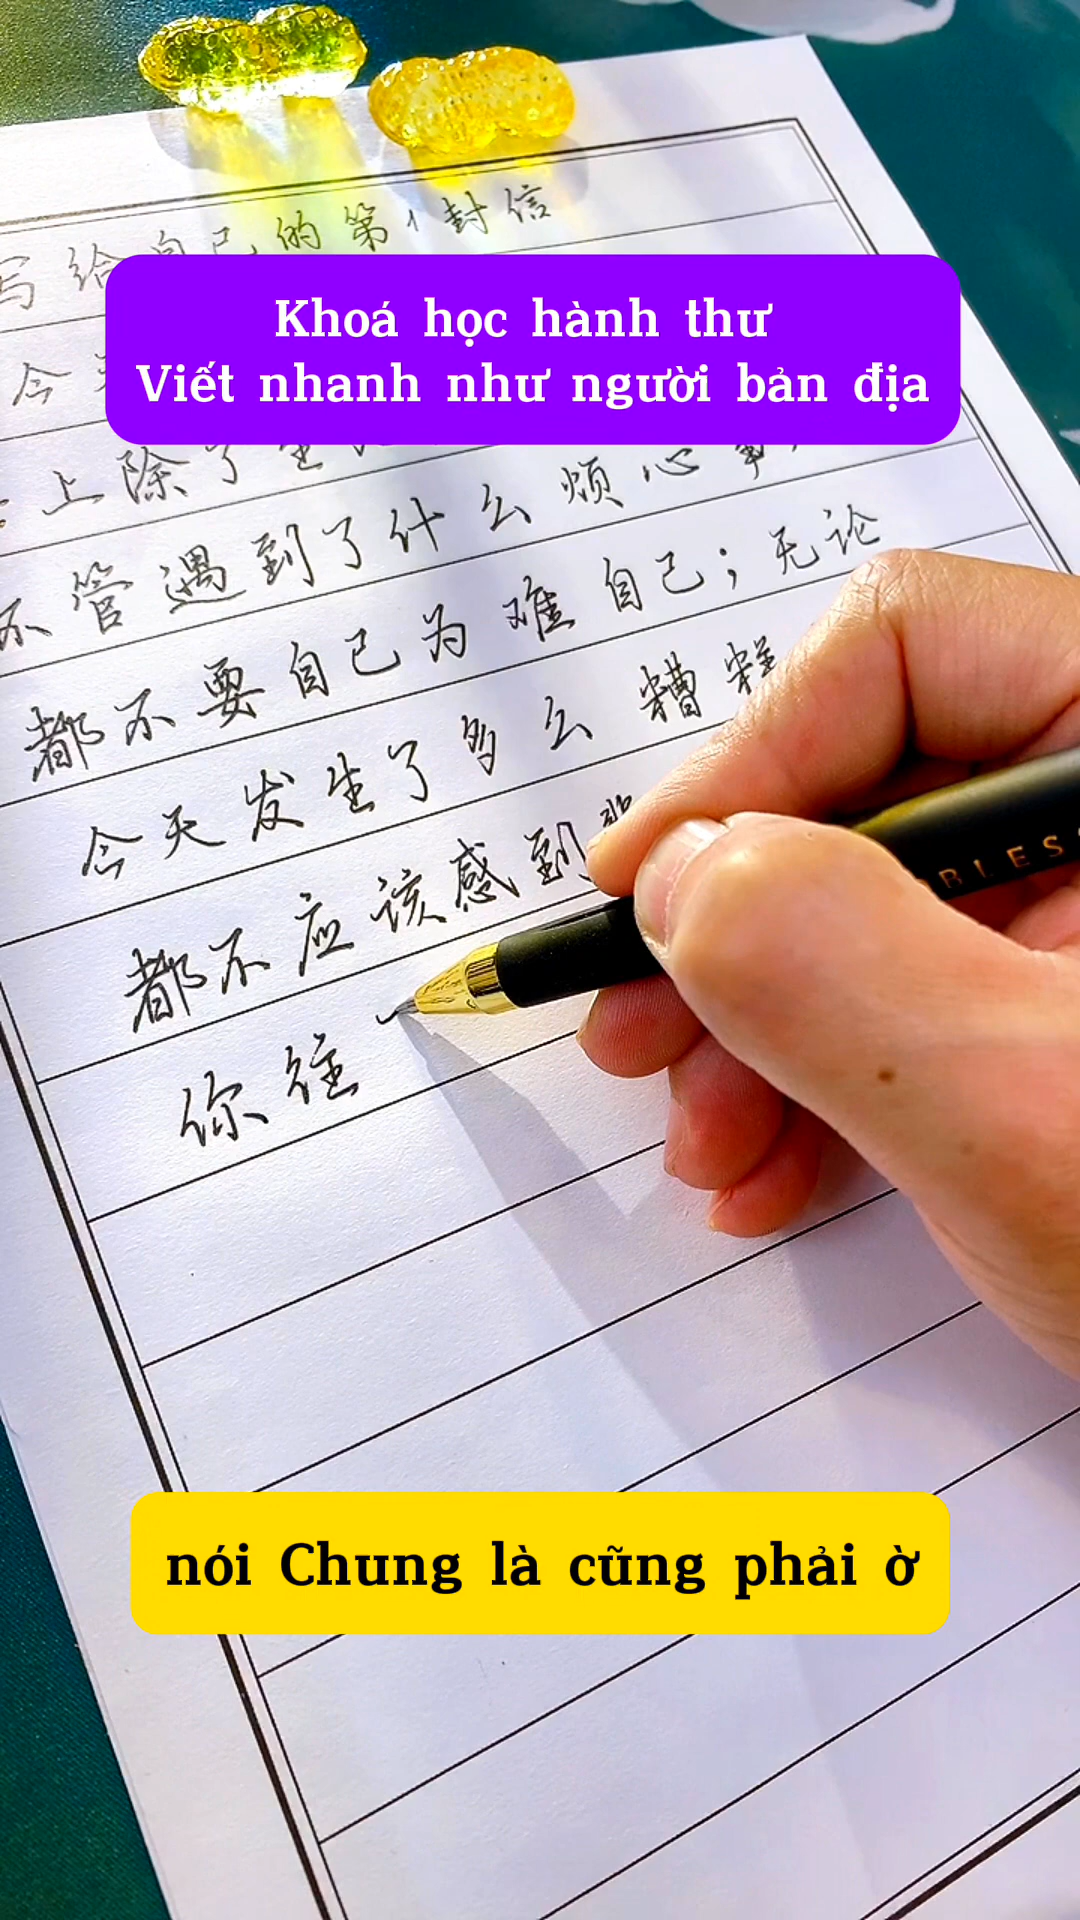 写给自己的第1封信
Khoá học hành thư
Viết nhanh như người bản địa
今
上除了生
不管遇到了什么烦心事
都不要自己为难自己；无论
今天发生了多么糟糕
都不应该感到
你往
BLES
nói Chung là cũng phải ờ